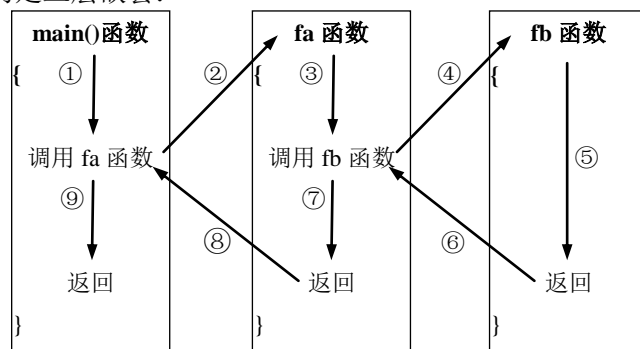 main()函数 fa 函数 fb 函数
① ② ③ ④
{ { {
调用 fa 函数 调用 fb 函数 ⑤
⑨ ⑧ ⑦ ⑥
返回 返回 返回
} } }